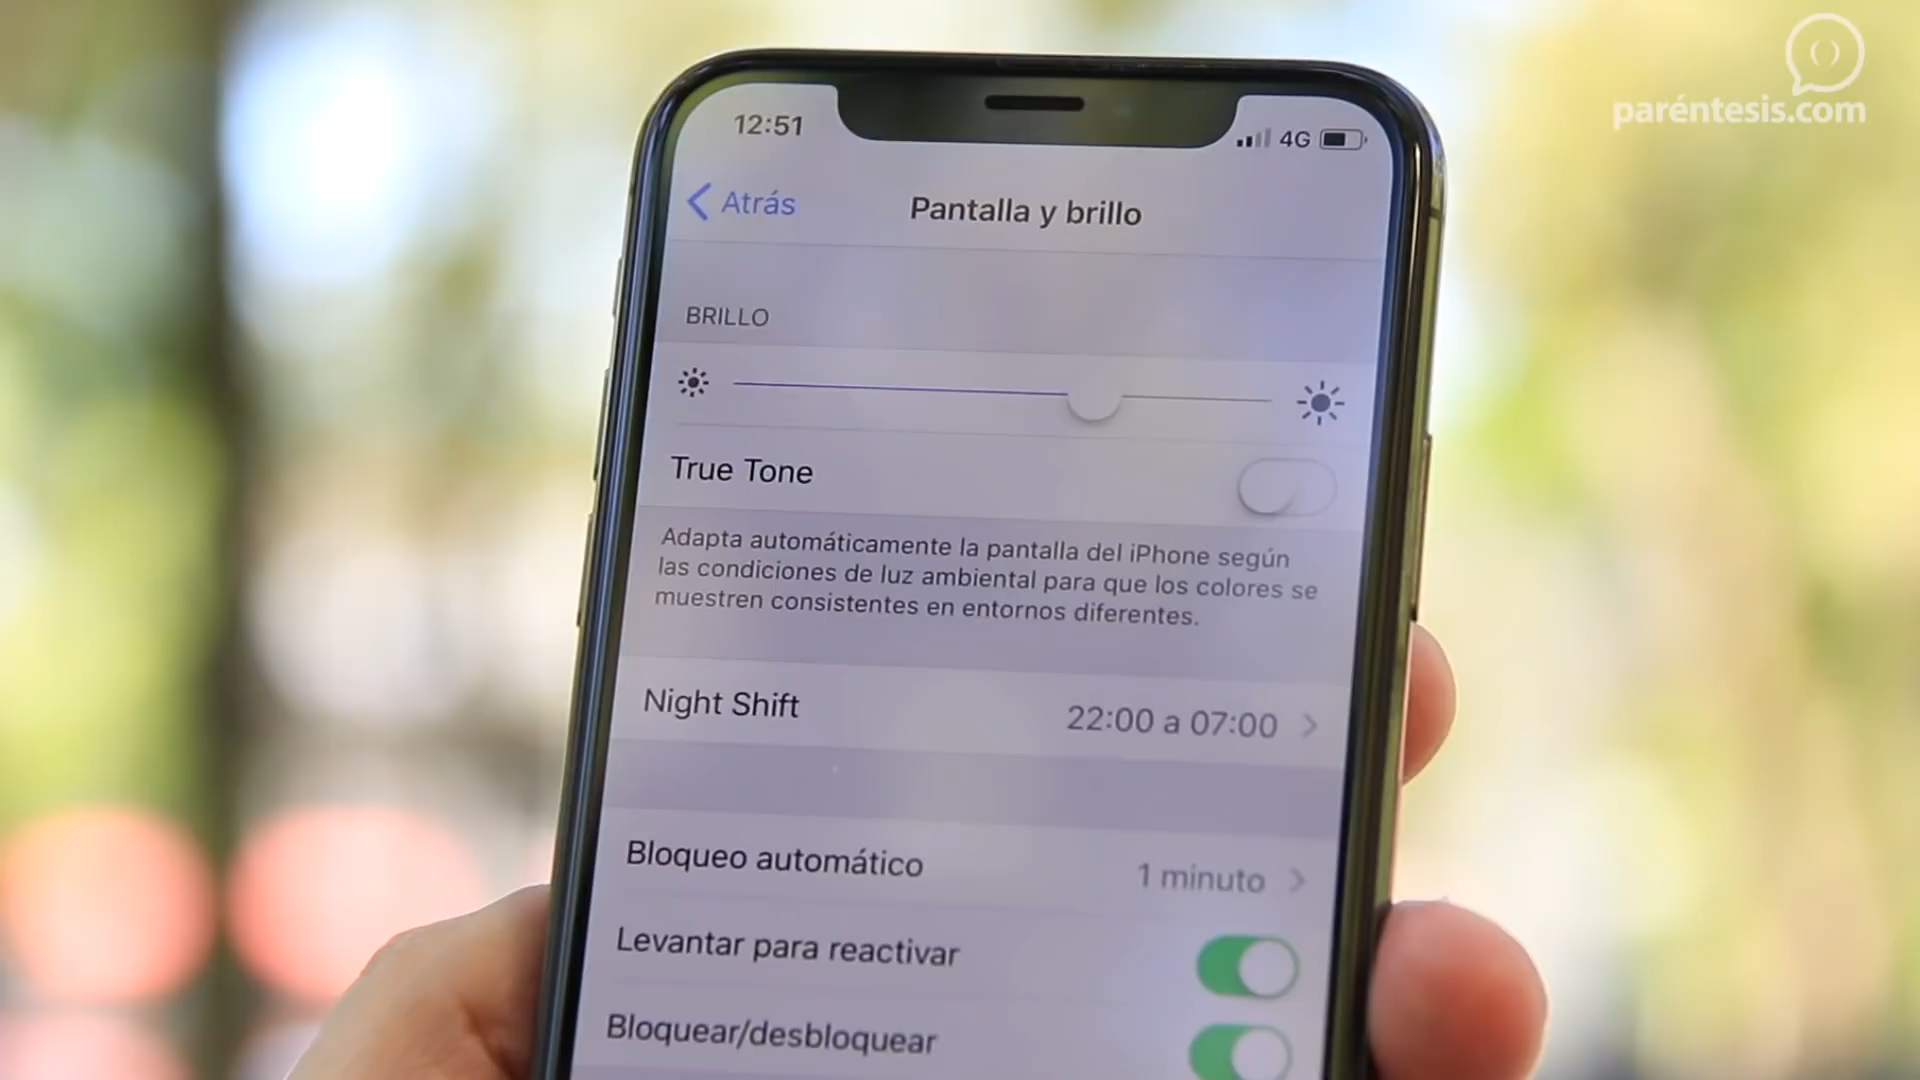 paréntesis.com
12:51
4G
Atrás
Pantalla y brillo
BRILLO
True Tone
Adapta automáticamente la pantalla del iPhone según
las condiciones de luz ambiental para que los colores se
muestren consistentes en entornos diferentes.
Night Shift
22:00 a 07:00
Bloqueo automático
1 minuto
Levantar para reactivar
Bloquear/desbloquear